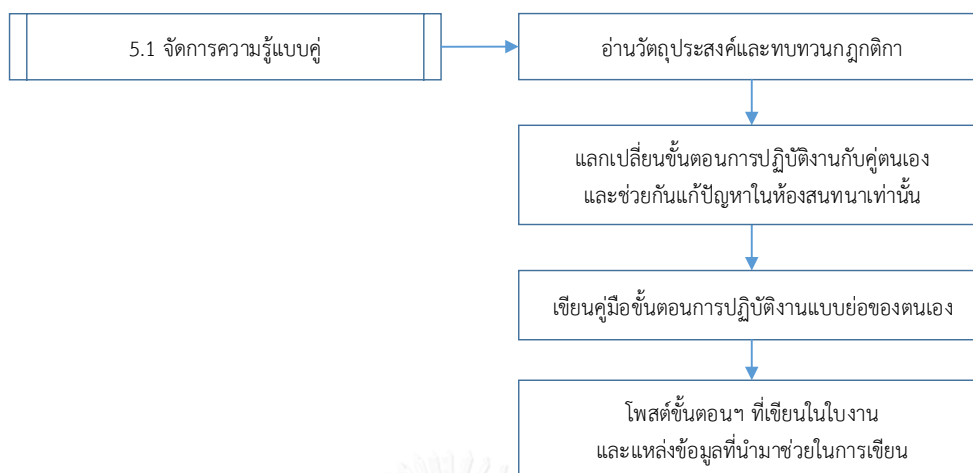 5.1 จัดการความรู้แบบคู่
อ่านวัตถุประสงค์และทบทวนกฎกติกา
แลกเปลี่ยนขั้นตอนการปฏิบัติงานกับคู่ตนเอง
และช่วยกันแก้ปัญหาในห้องสนทนาเท่านั้น
เขียนคู่มือขั้นตอนการปฏิบัติงานแบบย่อของตนเอง
โพสต์ขั้นตอนฯ ที่เขียนในใบงาน
และแหล่งข้อมูลที่นำมาช่วยในการเขียน